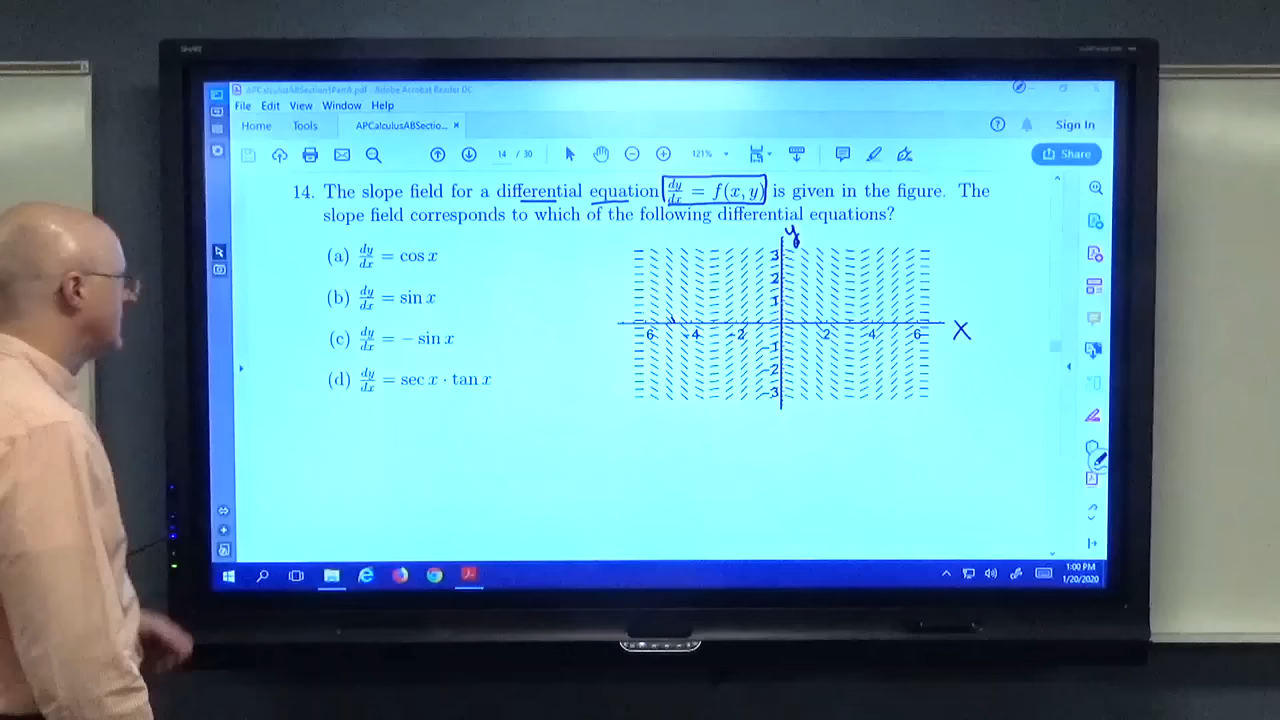 SMART
APCalculusABSection1PartA.pdf - Adobe Acrobat Reader DC
File Edit View Window Help
Home Tools APCalculusABSectio... × Sign In
14 / 30 121% Share
14. The slope field for a differential equation dy/dx = f(x, y) is given in the figure. The
slope field corresponds to which of the following differential equations?
(a) dy/dx = cos x
(b) dy/dx = sin x
(c) dy/dx = − sin x
(d) dy/dx = sec x · tan x
y
3
2
1
-6 -4 -2 2 4 6 X
-1
-2
-3
1:00 PM
1/20/2020